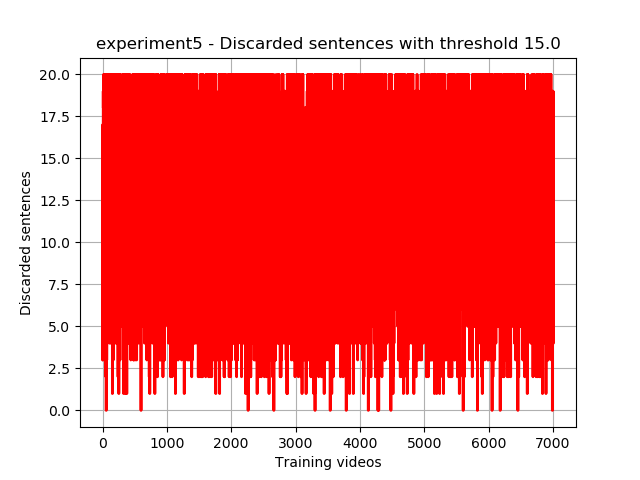 experiment5 - Discarded sentences with threshold 15.0
20.0
17.5
15.0
12.5
10.0
7.5
5.0
2.5
0.0
Discarded sentences
0 1000 2000 3000 4000 5000 6000 7000
Training videos